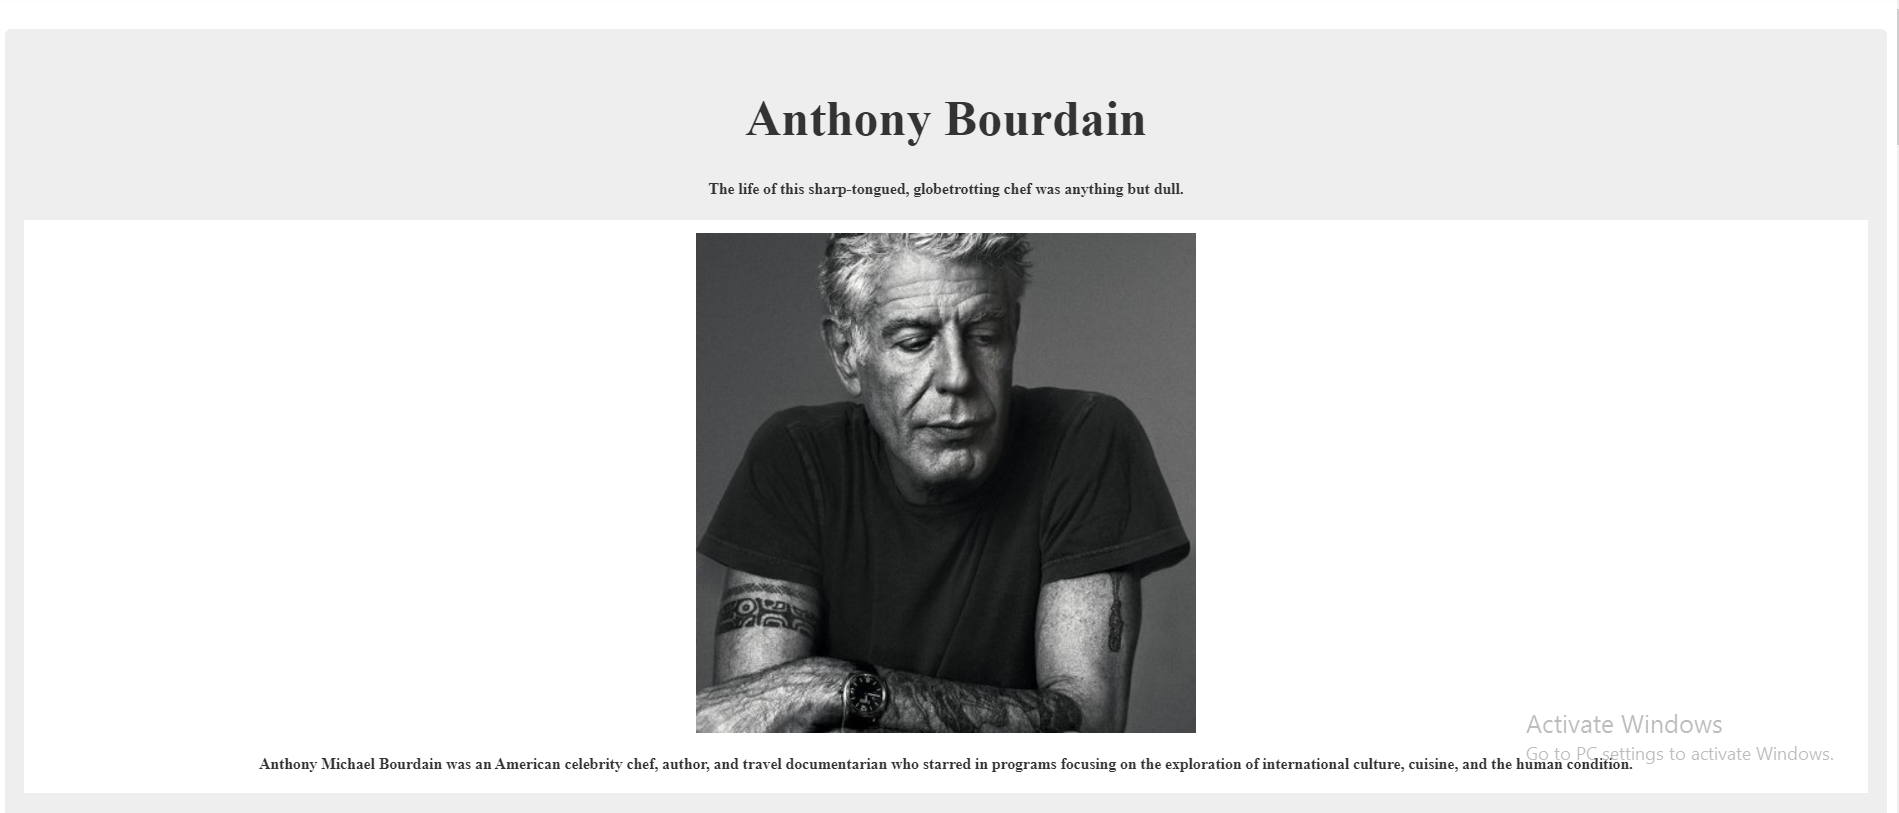 Anthony Bourdain
The life of this sharp-tongued, globetrotting chef was anything but dull.
Activate Windows
Go to PC settings to activate Windows.
Anthony Michael Bourdain was an American celebrity chef, author, and travel documentarian who starred in programs focusing on the exploration of international culture, cuisine, and the human condition.